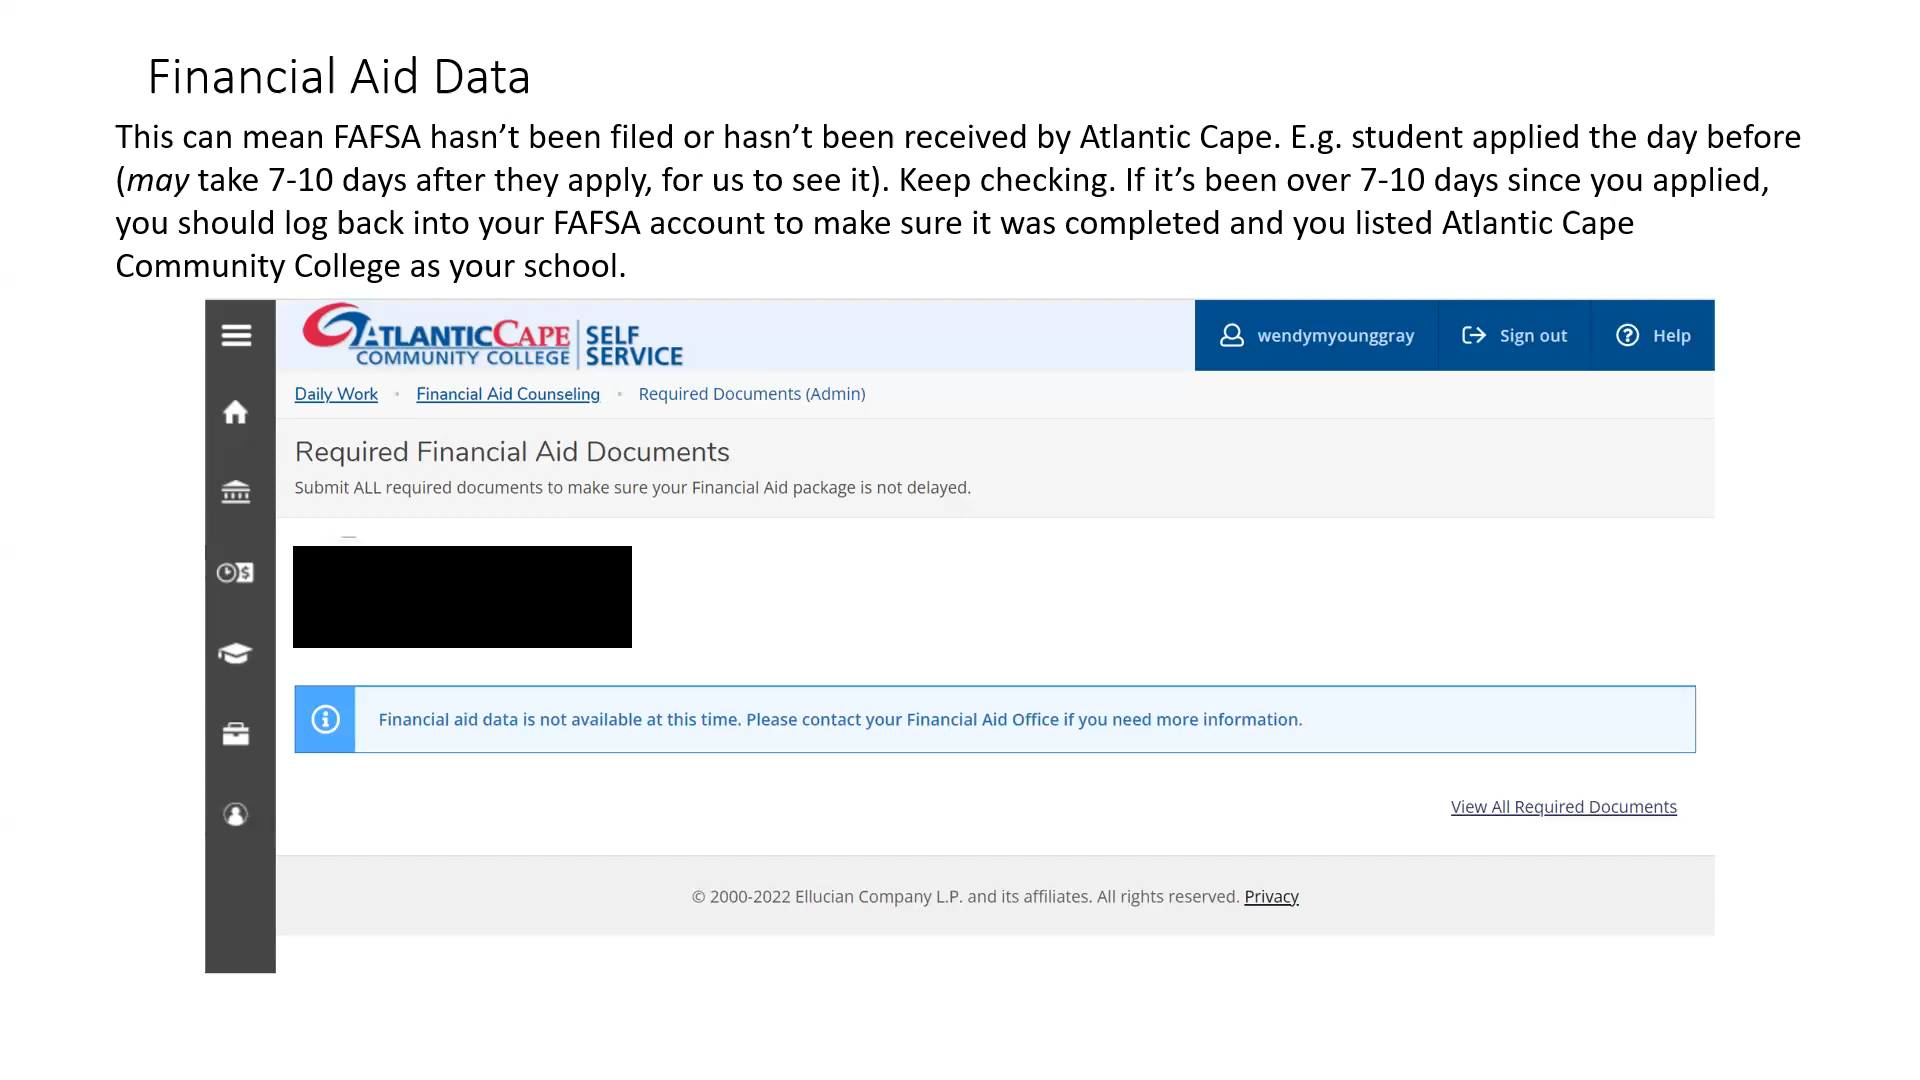 Financial Aid Data
This can mean FAFSA hasn’t been filed or hasn’t been received by Atlantic Cape. E.g. student applied the day before
(may take 7-10 days after they apply, for us to see it). Keep checking. If it’s been over 7-10 days since you applied,
you should log back into your FAFSA account to make sure it was completed and you listed Atlantic Cape
Community College as your school.
ATLANTICCAPE
COMMUNITY COLLEGE
SELF
SERVICE
wendymyounggray
Sign out
Help
Daily Work
Financial Aid Counseling
Required Documents (Admin)
Required Financial Aid Documents
Submit ALL required documents to make sure your Financial Aid package is not delayed.
Financial aid data is not available at this time. Please contact your Financial Aid Office if you need more information.
View All Required Documents
© 2000-2022 Ellucian Company L.P. and its affiliates. All rights reserved. Privacy